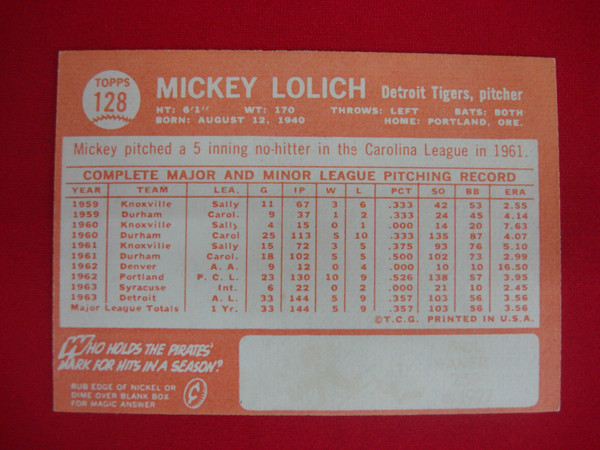 TOPPS
128
MICKEY LOLICH Detroit Tigers, pitcher
HT: 6'1" WT: 170 THROWS: LEFT BATS: BOTH
BORN: AUGUST 12, 1940 HOME: PORTLAND, ORE.
Mickey pitched a 5 inning no-hitter in the Carolina League in 1961.
COMPLETE MAJOR AND MINOR LEAGUE PITCHING RECORD
YEAR TEAM LEA. G IP W L PCT SO BB ERA
1959 Knoxville Sally 11 67 3 6 .333 42 53 2.55
1959 Durham Carol. 9 37 1 2 .333 24 45 4.14
1960 Knoxville Sally 4 15 0 1 .000 14 20 7.63
1960 Durham Carol 25 113 5 10 .333 135 87 4.07
1961 Knoxville Sally 15 72 3 5 .375 93 76 5.10
1961 Durham Carol. 18 102 5 5 .500 102 73 2.99
1962 Denver A. A. 9 12 0 4 .000 10 10 16.50
1962 Portland P. C. L. 23 130 10 9 .526 138 57 3.95
1963 Syracuse Int. 6 22 0 2 .000 21 10 2.45
1963 Detroit A. L. 33 144 5 9 .357 103 56 3.56
Major League Totals 1 Yr. 33 144 5 9 .357 103 56 3.56
©T.C.G. PRINTED IN U.S.A.
WHO HOLDS THE PIRATES'
MARK FOR HITS IN A SEASON?
RUB EDGE OF NICKEL OR
DIME OVER BLANK BOX
FOR MAGIC ANSWER